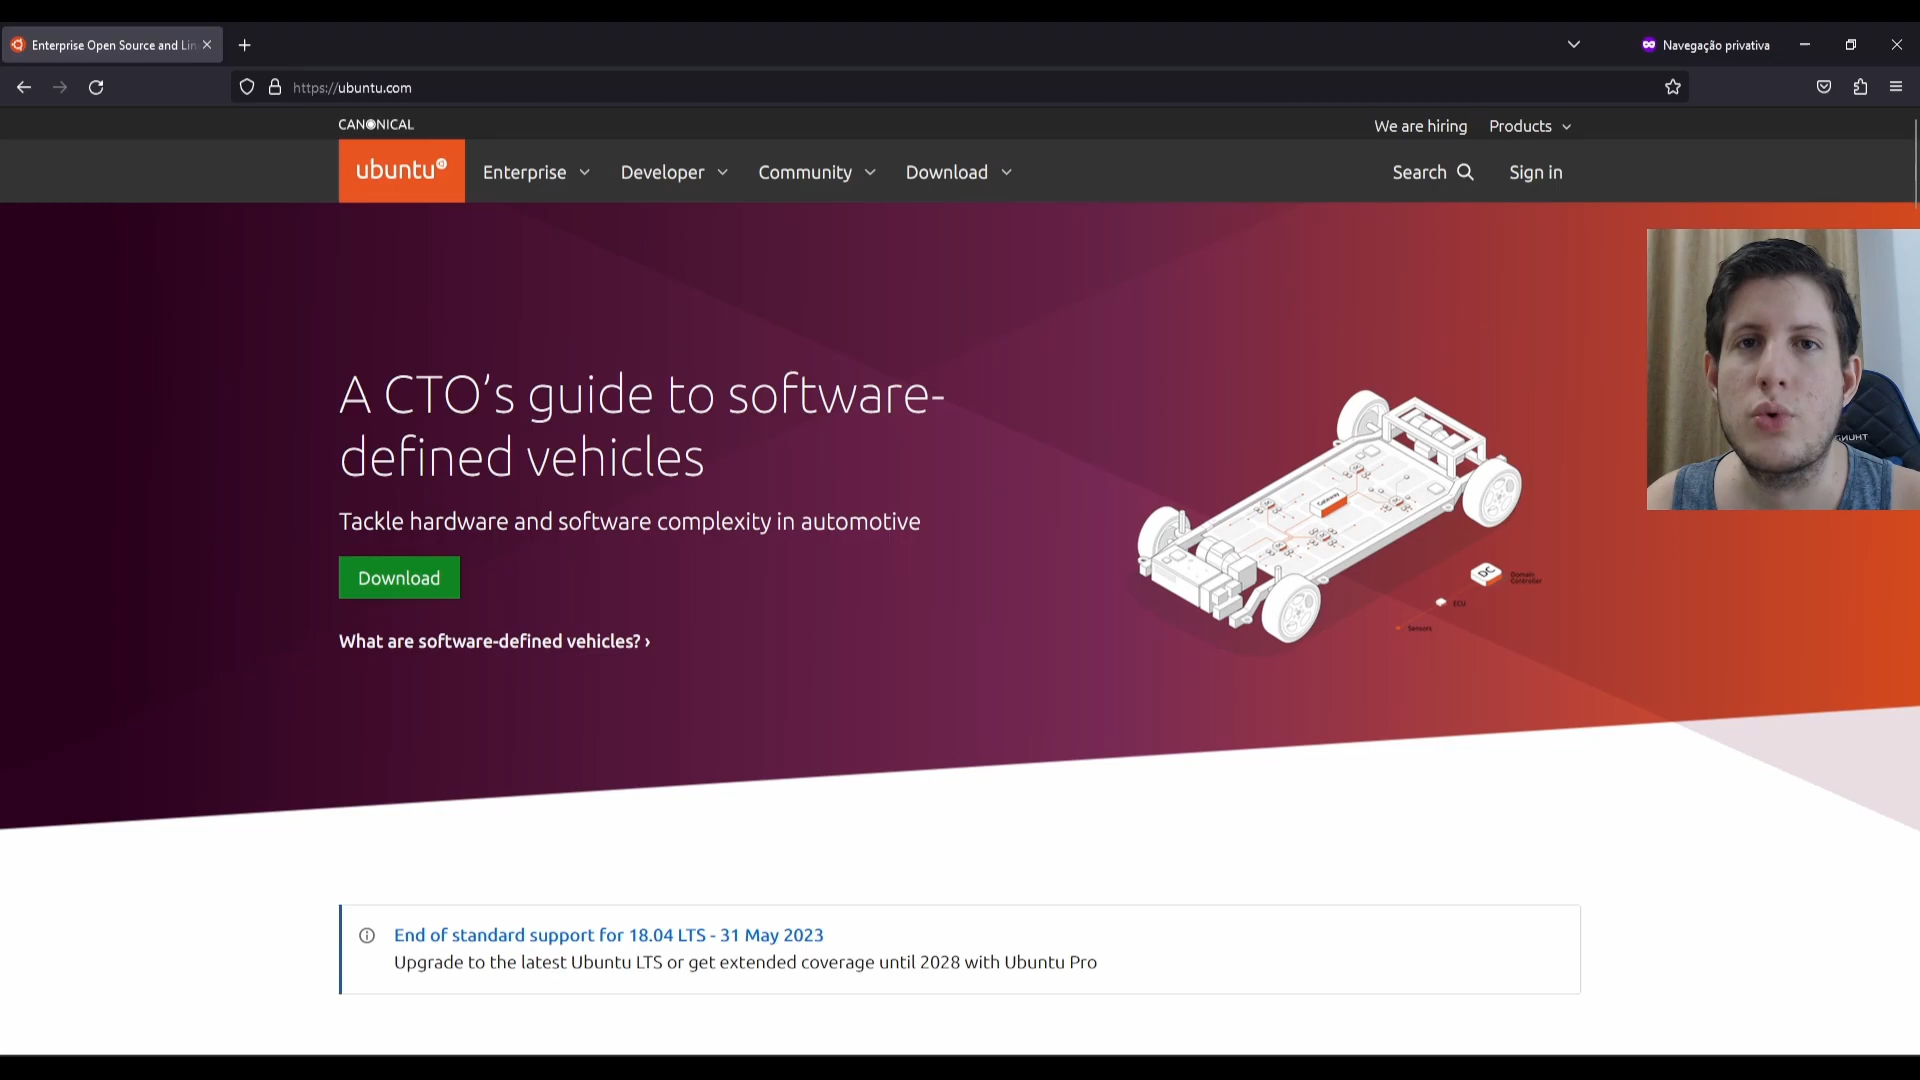 Enterprise Open Source and Lin
Navegação privativa
https://ubuntu.com
CANONICAL
We are hiring
Products
ubuntu
Enterprise
Developer
Community
Download
Search
Sign in
A CTO’s guide to software-
defined vehicles
Tackle hardware and software complexity in automotive
Download
What are software-defined vehicles? ›
Gateway
DC
Domain
Controller
ECU
Sensors
End of standard support for 18.04 LTS - 31 May 2023
Upgrade to the latest Ubuntu LTS or get extended coverage until 2028 with Ubuntu Pro